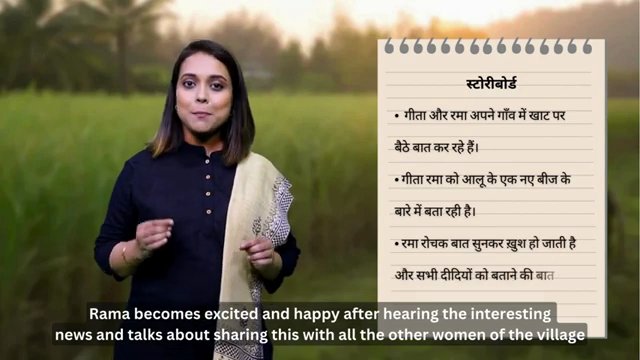 स्टोरीबोर्ड
• गीता और रमा अपने गाँव में खाट पर
बैठे बात कर रहे हैं।
• गीता रमा को आलू के एक नए बीज के
बारे में बता रही है।
• रमा रोचक बात सुनकर ख़ुश हो जाती है
और सभी दीदियों को बताने की बात
Rama becomes excited and happy after hearing the interesting
news and talks about sharing this with all the other women of the village